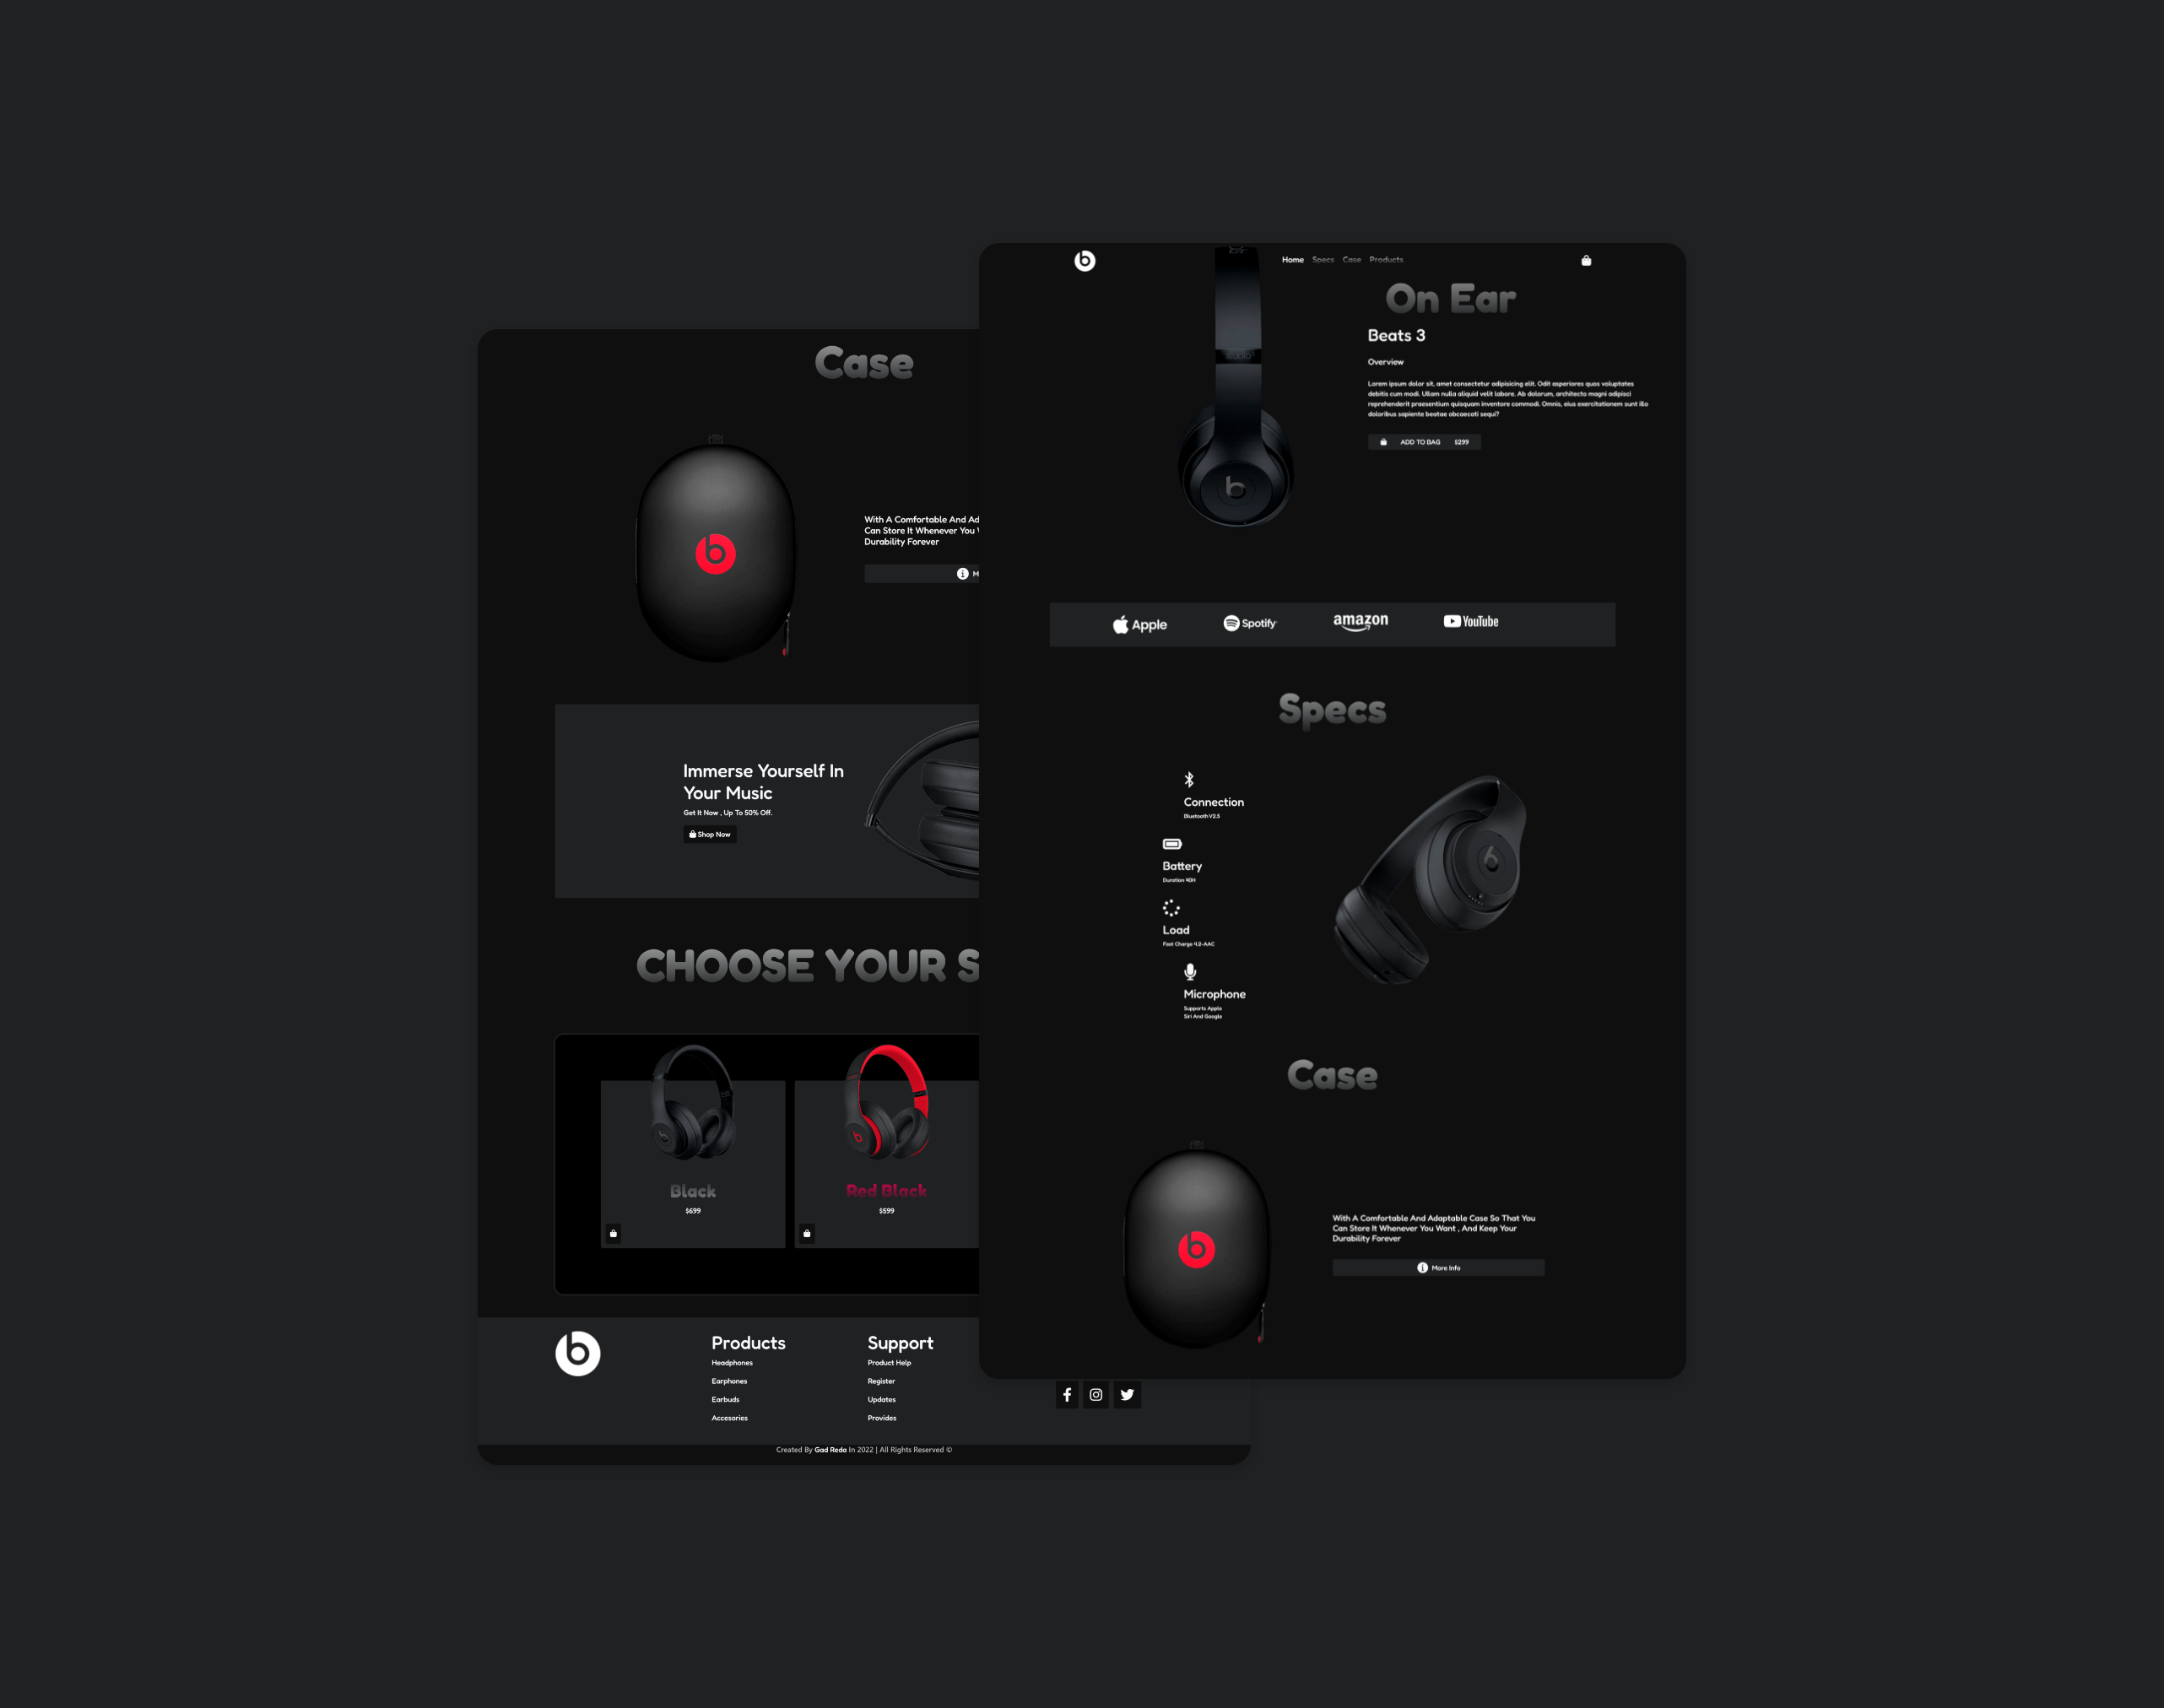 Case
With A Comfortable And Ad
Can Store It Whenever You
Durability Forever
Immerse Yourself In
Your Music
Get It Now , Up To 50% Off.
Shop Now
CHOOSE YOUR S
Black
$699
Red Black
$599
Products
Headphones
Earphones
Earbuds
Accesories
Support
Product Help
Register
Updates
Provides
Created By Gad Reda In 2022 | All Rights Reserved ©
Home Specs Case Products
On Ear
Beats 3
Overview
Lorem ipsum dolor sit, amet consectetur adipisicing elit. Odit asperiores quos voluptates
debitis cum modi. Ullam nulla aliquid velit labore. Ab dolorum, architecto magni adipisci
reprehenderit praesentium quisquam inventore commodi. Omnis, eius exercitationem sunt illo
doloribus sapiente beatae obcaecati sequi?
ADD TO BAG $299
studio
Apple Spotify amazon YouTube
Specs
Connection
Bluetooth V2.5
Battery
Duration 40H
Load
Fast Charge 4.2-AAC
Microphone
Supports Apple
Siri And Google
Case
With A Comfortable And Adaptable Case So That You
Can Store It Whenever You Want , And Keep Your
Durability Forever
More Info